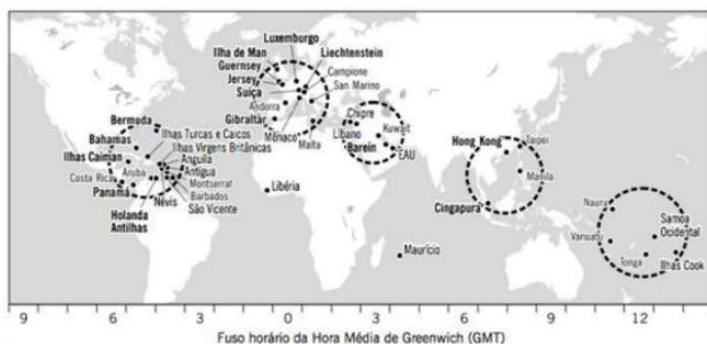 Luxemburgo
Ilha de Man
Liechtenstein
Guernsey
Campione
Jersey
San Marino
Suíça
Andorra
Gibraltar
Mônaco
Malta
Chipre
Kuwait
Líbano
Barein
EAU
Bermuda
Ilhas Turcas e Caicos
Bahamas
Ilhas Virgens Britânicas
Ilhas Caiman
Anguila
Aruba
Antígua
Costa Rica
Montserrat
Panamá
Barbados
Névis
São Vicente
Holanda
Antilhas
Libéria
Maurício
Hong Kong
Taipei
Manila
Cingapura
Nauru
Samoa
Ocidental
Vanuatu
Tonga
Ilhas Cook
9 6 3 0 3 6 9 12
Fuso horário da Hora Média de Greenwich (GMT)